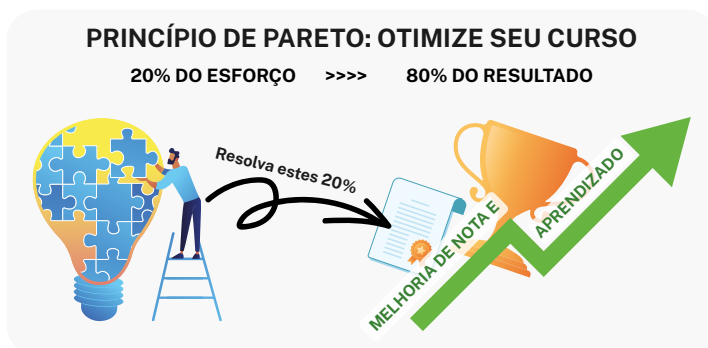 PRINCÍPIO DE PARETO: OTIMIZE SEU CURSO
20% DO ESFORÇO >>>> 80% DO RESULTADO
Resolva estes 20%
MELHORIA DE NOTA E
APRENDIZADO